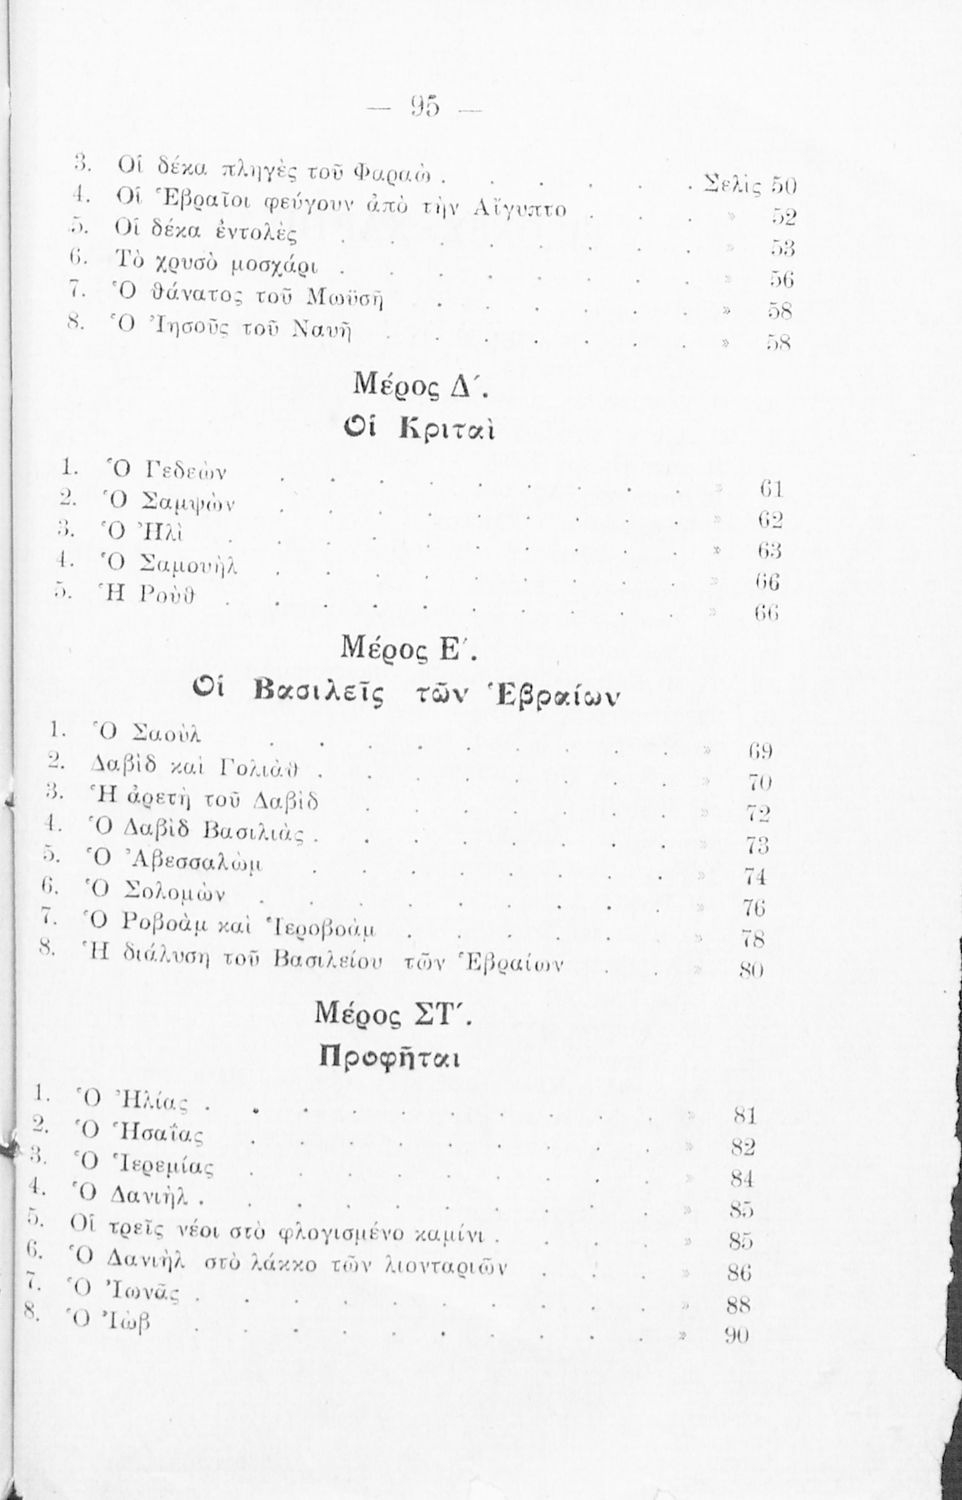 — 95 —
3. Οἱ δέκα πληγὲς τοῦ Φαραὼ . . . . . . Σελὶς 50
4. Οἱ Ἑβραῖοι φεύγουν ἀπὸ τὴν Αἴγυπτο . . . » 52
5. Οἱ δέκα ἐντολὲς . . . . . . . . » 53
6. Τὸ χρυσὸ μοσχάρι . . . . . . . . » 56
7. Ὁ θάνατος τοῦ Μωϋσῆ . . . . . . » 58
8. Ὁ Ἰησοῦς τοῦ Ναυῆ . . . . . . . » 58
Μέρος Δ΄.
Οἱ Κριταὶ
1. Ὁ Γεδεὼν . . . . . . . . » 61
2. Ὁ Σαμψὼν . . . . . . . . . » 62
3. Ὁ Ἠλὶ . . . . . . . . . . » 63
4. Ὁ Σαμουὴλ . . . . . . . . . » 66
5. Ἡ Ροὺθ . . . . . . . . . . » 66
Μέρος Ε΄.
Οἱ Βασιλεῖς τῶν Ἑβραίων
1. Ὁ Σαοὺλ . . . . . . . . . » 69
2. Δαβὶδ καὶ Γολιὰθ . . . . . . . . » 70
3. Ἡ ἀρετὴ τοῦ Δαβὶδ . . . . . . . » 72
4. Ὁ Δαβὶδ Βασιλιὰς . . . . . . . . » 73
5. Ὁ Ἀβεσσαλὼμ . . . . . . . . » 74
6. Ὁ Σολομὼν . . . . . . . . . » 76
7. Ὁ Ροβοὰμ καὶ Ἱεροβοὰμ . . . . . . » 78
8. Ἡ διάλυση τοῦ Βασιλείου τῶν Ἑβραίων . . » 80
Μέρος ΣΤ΄.
Προφῆται
1. Ὁ Ἠλίας . . . . . . . . . . » 81
2. Ὁ Ἡσαΐας . . . . . . . . . » 82
3. Ὁ Ἱερεμίας . . . . . . . . . » 84
4. Ὁ Δανιὴλ . . . . . . . . . . » 85
5. Οἱ τρεῖς νέοι στὸ φλογισμένο καμίνι . . . . » 85
6. Ὁ Δανιὴλ στὸ λάκκο τῶν λιονταριῶν . . . » 86
7. Ὁ Ἰωνᾶς . . . . . . . . . . » 88
8. Ὁ Ἰὼβ . . . . . . . . . . » 90